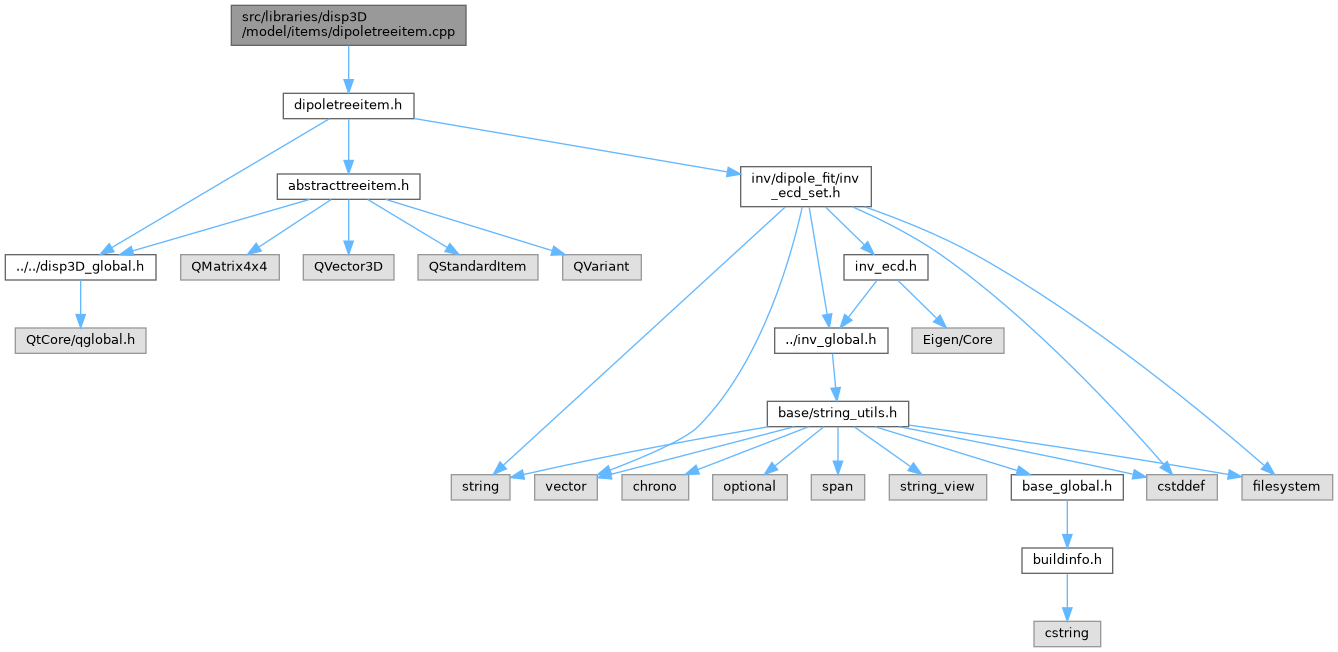 src/libraries/disp3D
/model/items/dipoletreeitem.cpp
dipoletreeitem.h
inv/dipole_fit/inv
_ecd_set.h
abstracttreeitem.h
../../disp3D_global.h
QMatrix4x4
QVector3D
QStandardItem
QVariant
inv_ecd.h
QtCore/qglobal.h
../inv_global.h
Eigen/Core
base/string_utils.h
string
vector
chrono
optional
span
string_view
base_global.h
cstddef
filesystem
buildinfo.h
cstring